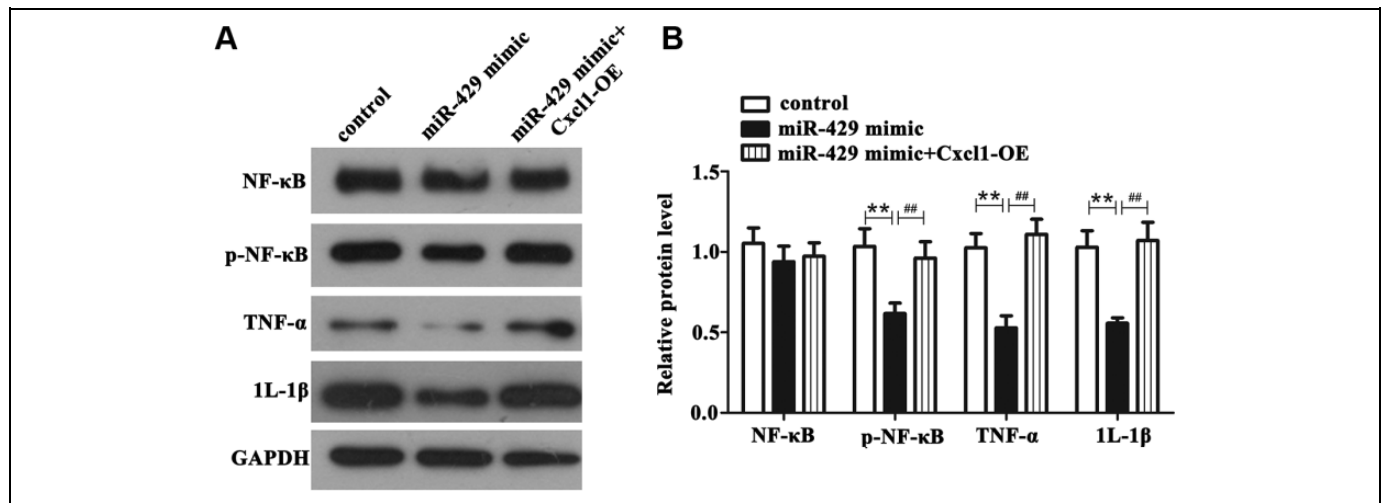 A
control
miR-429 mimic
miR-429 mimic+
Cxcl1-OE
NF-κB
p-NF-κB
TNF-α
1L-1β
GAPDH
B
control
miR-429 mimic
miR-429 mimic+Cxcl1-OE
Relative protein level
1.5
1.0
0.5
0.0
** ## ** ## ** ##
NF-κB p-NF-κB TNF-α 1L-1β